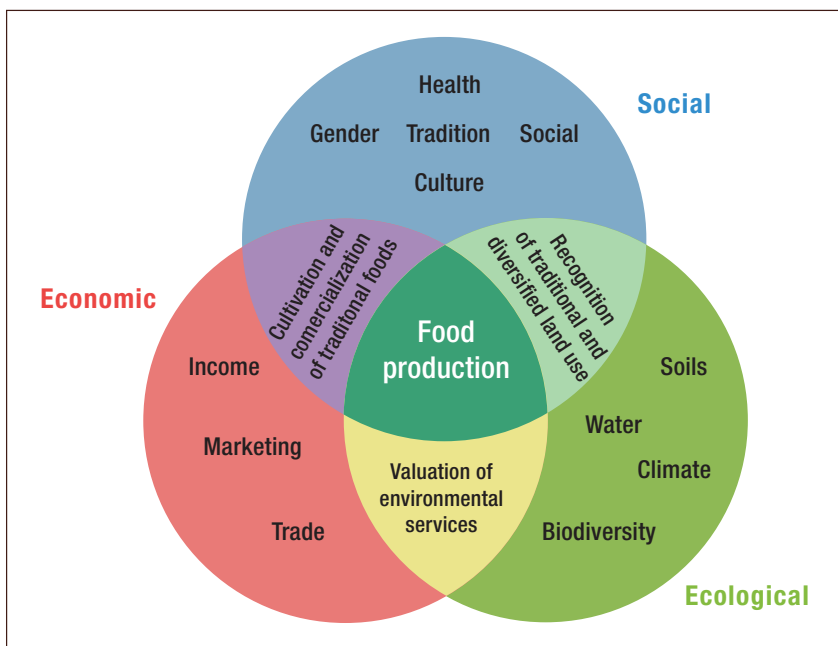 Health
Social
Gender Tradition Social
Culture
Cultivation and
comercialization
of traditonal foods
Recognition
of traditional and
diversified land use
Economic
Food
production
Income
Soils
Water
Marketing
Climate
Valuation of
environmental
services
Trade
Biodiversity
Ecological